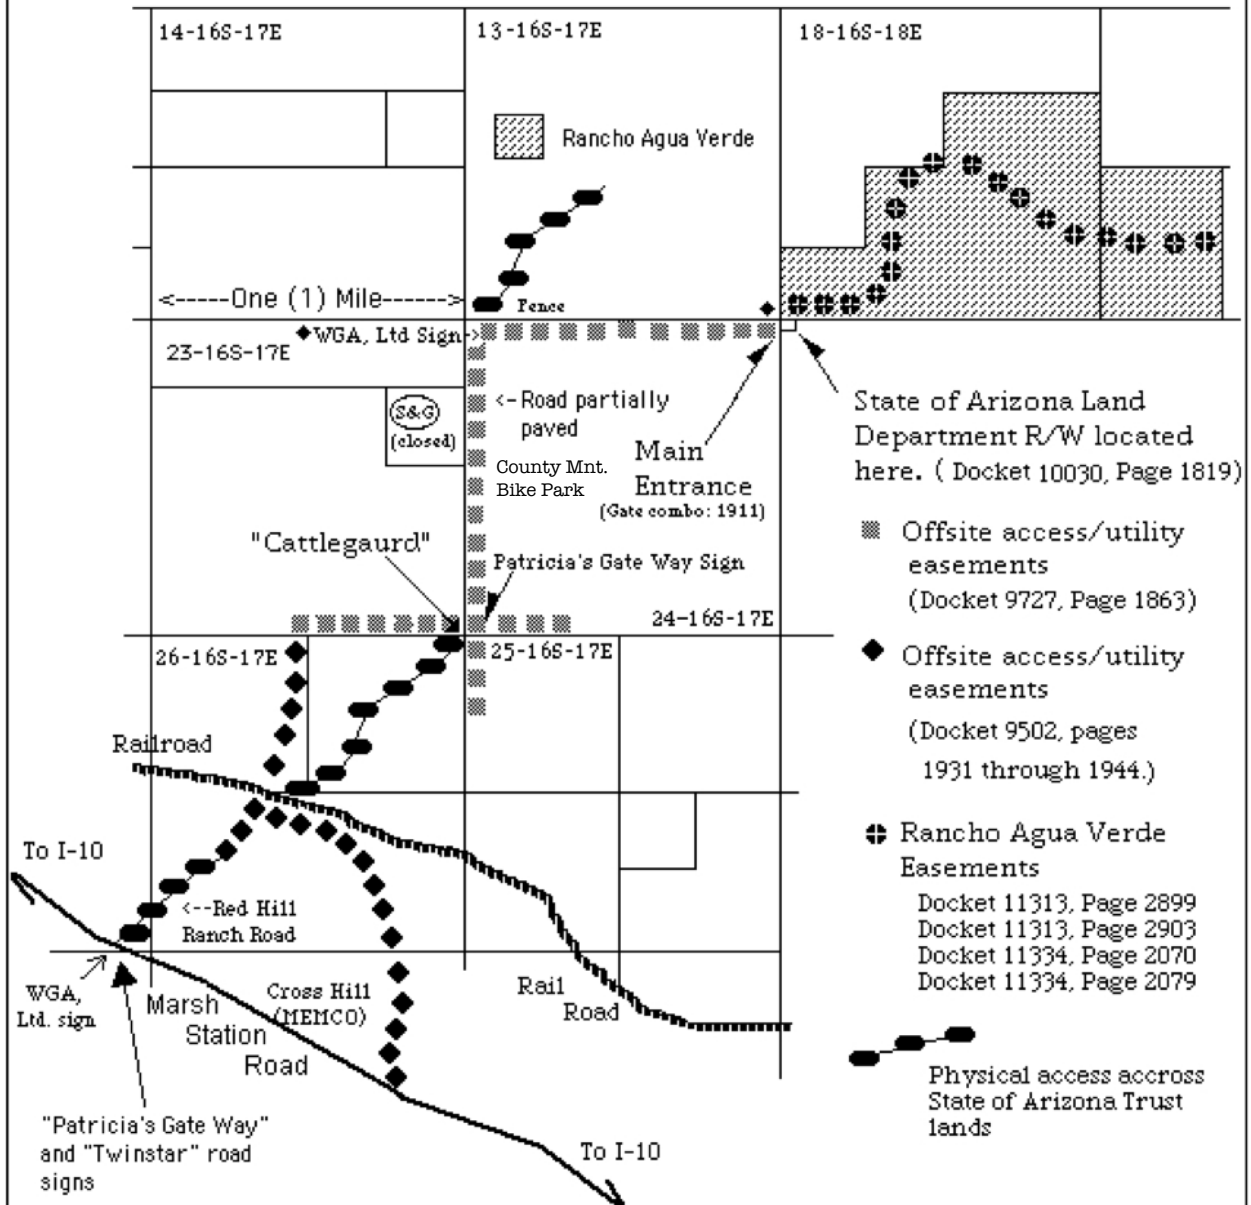 14-16S-17E
13-16S-17E
18-16S-18E
Rancho Agua Verde
<-----One (1) Mile------>
Fence
WGA, Ltd Sign->
23-16S-17E
S&G
(closed)
<-Road partially
paved
County Mnt.
Bike Park
Main
Entrance
(Gate combo: 1911)
State of Arizona Land
Department R/W located
here. ( Docket 10030, Page 1819)
"Cattlegaurd"
Patricia's Gate Way Sign
24-16S-17E
26-16S-17E
25-16S-17E
Offsite access/utility
easements
(Docket 9727, Page 1863)
Offsite access/utility
easements
(Docket 9502, pages
1931 through 1944.)
Railroad
To I-10
<--Red Hill
Ranch Road
WGA,
Ltd. sign
Marsh
Station
Road
Cross Hill
(MEMCO)
Rail
Road
Rancho Agua Verde
Easements
Docket 11313, Page 2899
Docket 11313, Page 2903
Docket 11334, Page 2070
Docket 11334, Page 2079
Physical access accross
State of Arizona Trust
lands
"Patricia's Gate Way"
and "Twinstar" road
signs
To I-10